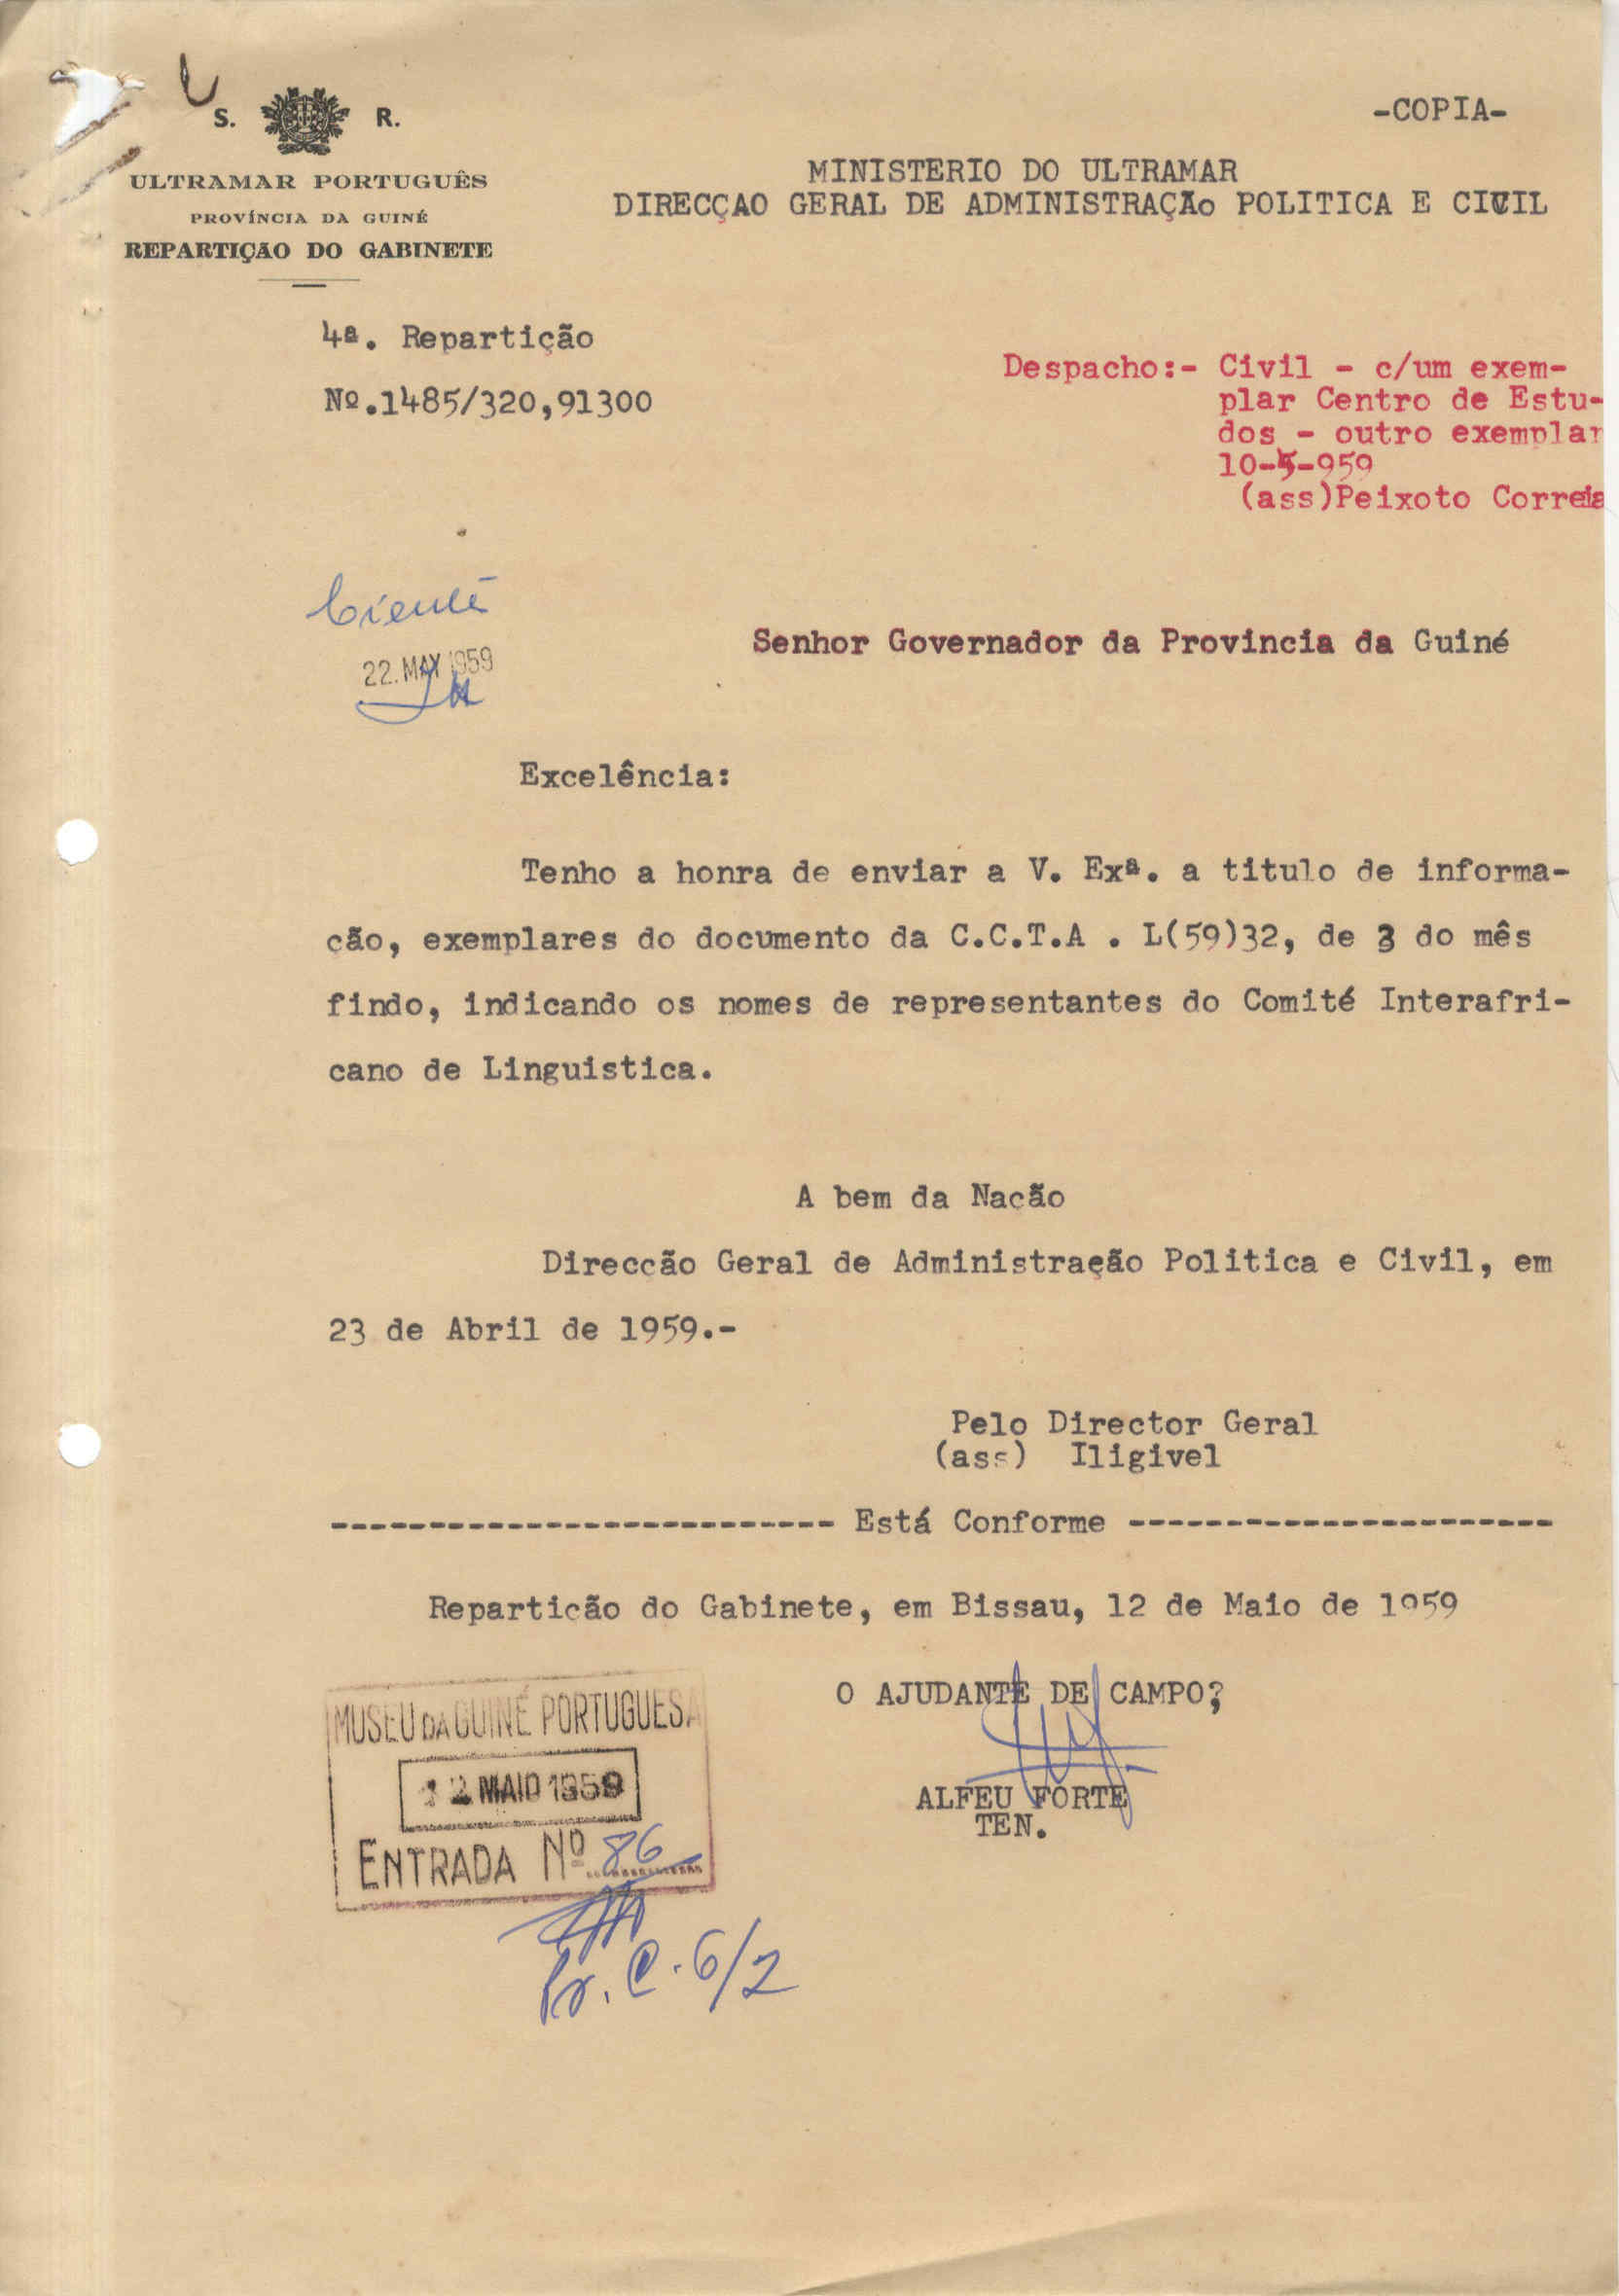 S. R.
ULTRAMAR PORTUGUÊS
PROVÍNCIA DA GUINÉ
REPARTIÇÃO DO GABINETE
-COPIA-
MINISTERIO DO ULTRAMAR
DIRECÇAO GERAL DE ADMINISTRAÇÃo POLITICA E CIVIL
4ª. Repartição
Nº.1485/320,91300
Despacho:- Civil - c/um exem-
plar Centro de Estu-
dos - outro exemplar
10-5-959
(ass)Peixoto Correia
Ciente
22. MAY 1959
Senhor Governador da Provincia da Guiné
Excelência:
Tenho a honra de enviar a V. Exª. a titulo de informa-
ção, exemplares do documento da C.C.T.A . L(59)32, de 3 do mês
findo, indicando os nomes de representantes do Comité Interafri-
cano de Linguistica.
A bem da Nação
Direcção Geral de Administração Politica e Civil, em
23 de Abril de 1959.-
Pelo Director Geral
(ass) Iligivel
-------------------------- Está Conforme ----------------------
Repartição do Gabinete, em Bissau, 12 de Maio de 1959
O AJUDANTE DE CAMPO,
ALFEU FORTE
TEN.
MUSEU DA GUINÉ PORTUGUESA
12 MAIO 1959
ENTRADA Nº 86
Pr. C. 6/2